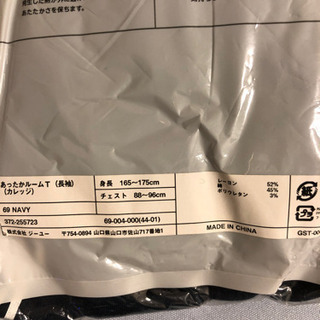 あたたかさを保ちます。
あったかルームT（長袖）
（カレッジ）
身長 165〜175cm
チェスト 88〜96cm
レーヨン 52%
綿 45%
ポリウレタン 3%
69 NAVY
372-255723
69-004-000(44-01)
MADE IN CHINA
株式会社 ジーユー 〒754-0894 山口県山口市佐山717番地1